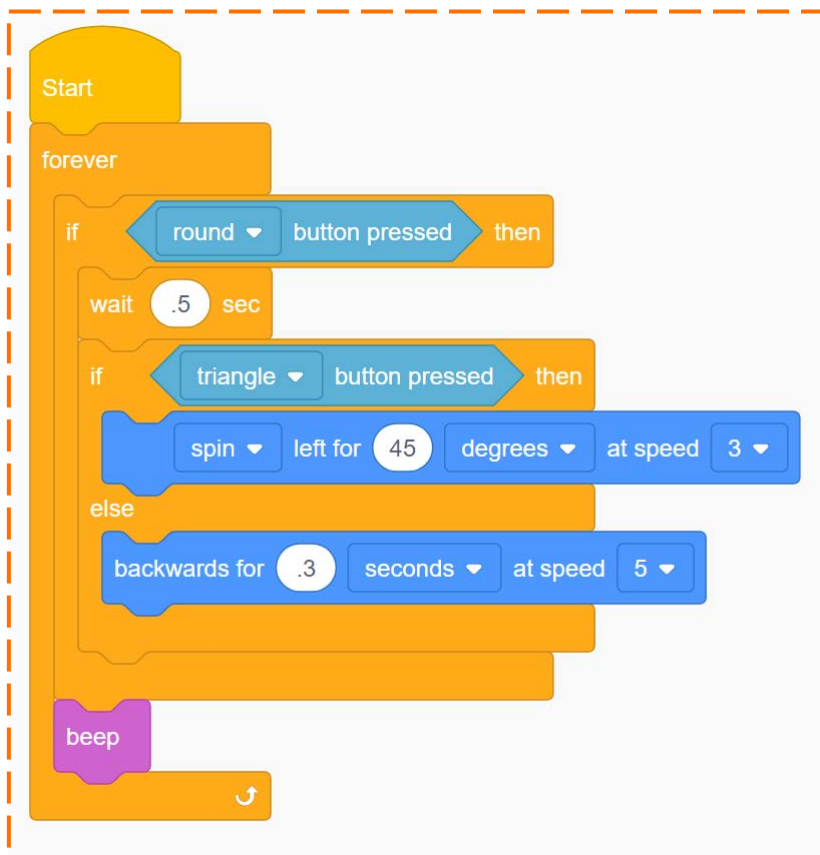 Start
forever
if round button pressed then
wait .5 sec
if triangle button pressed then
spin left for 45 degrees at speed 3
else
backwards for .3 seconds at speed 5
beep